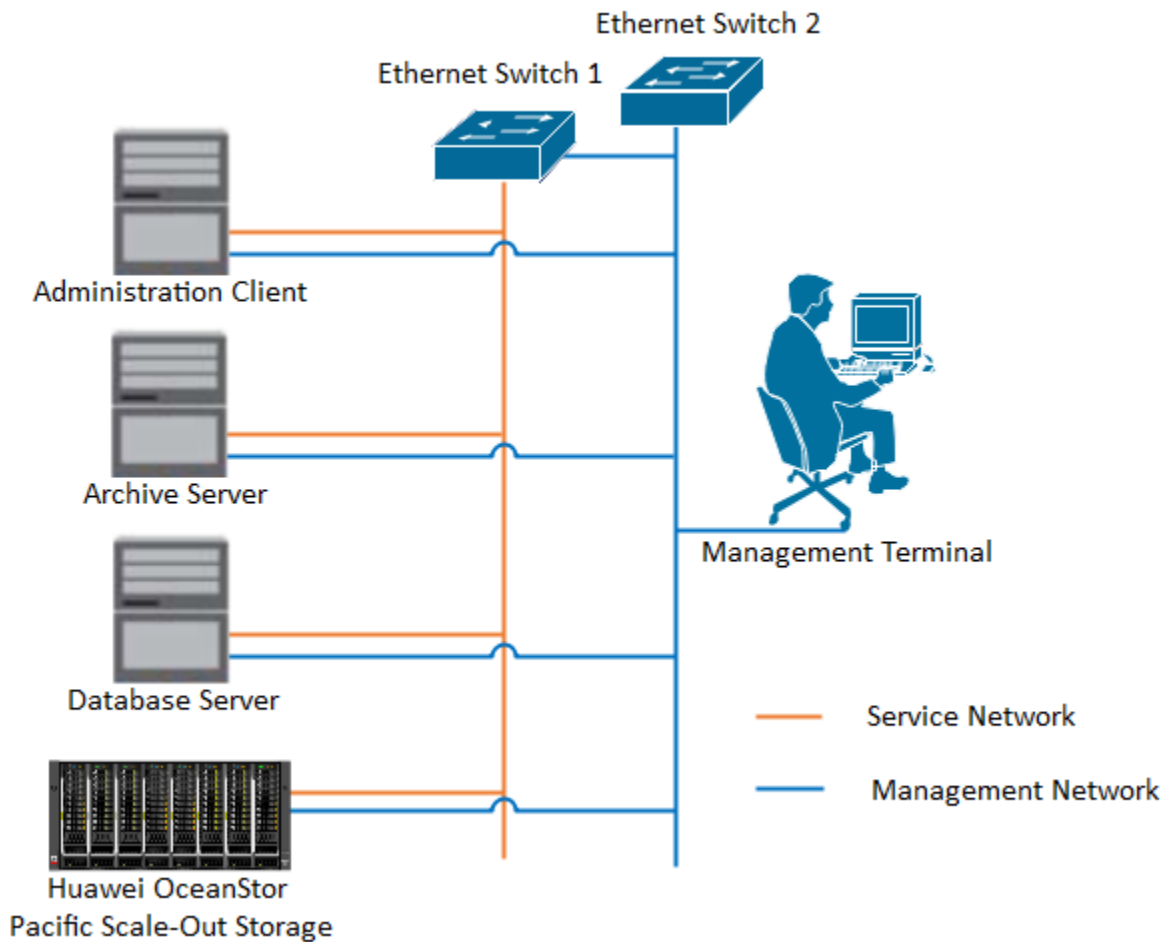 Ethernet Switch 2
Ethernet Switch 1
Administration Client
Archive Server
Management Terminal
Database Server
Service Network
Management Network
Huawei OceanStor
Pacific Scale-Out Storage